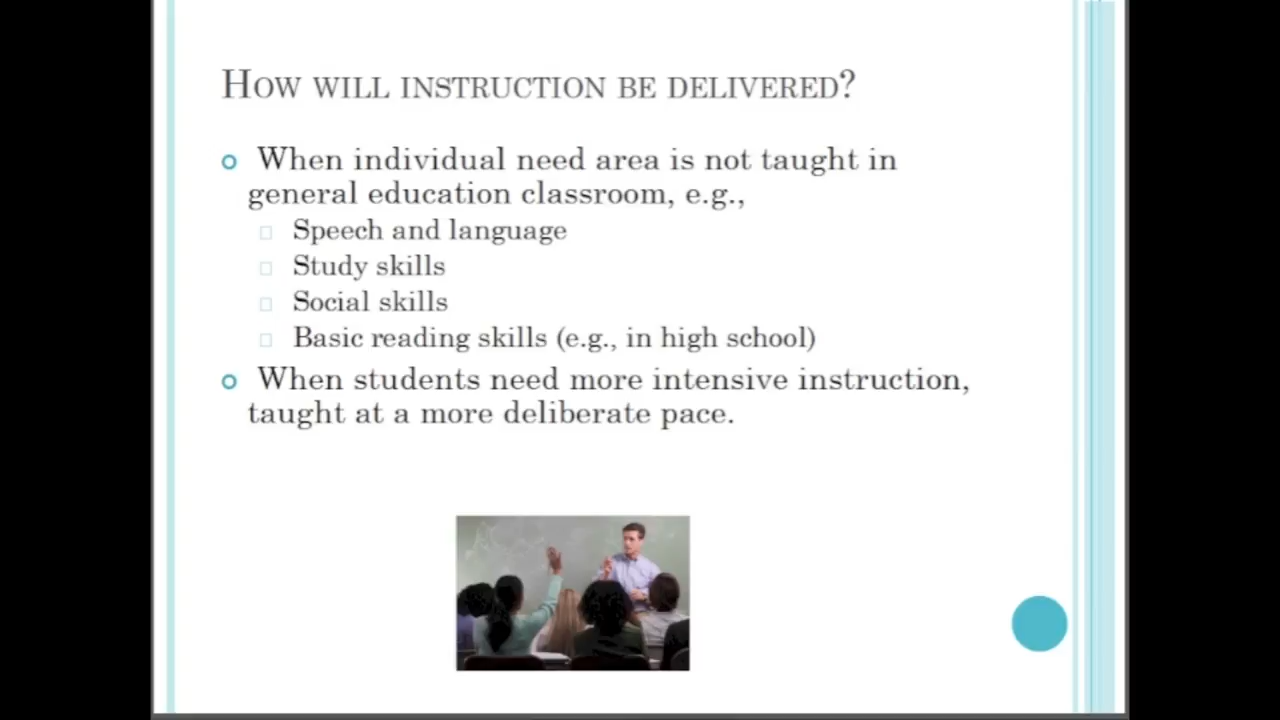 How will instruction be delivered?
When individual need area is not taught in
general education classroom, e.g.,
Speech and language
Study skills
Social skills
Basic reading skills (e.g., in high school)
When students need more intensive instruction,
taught at a more deliberate pace.